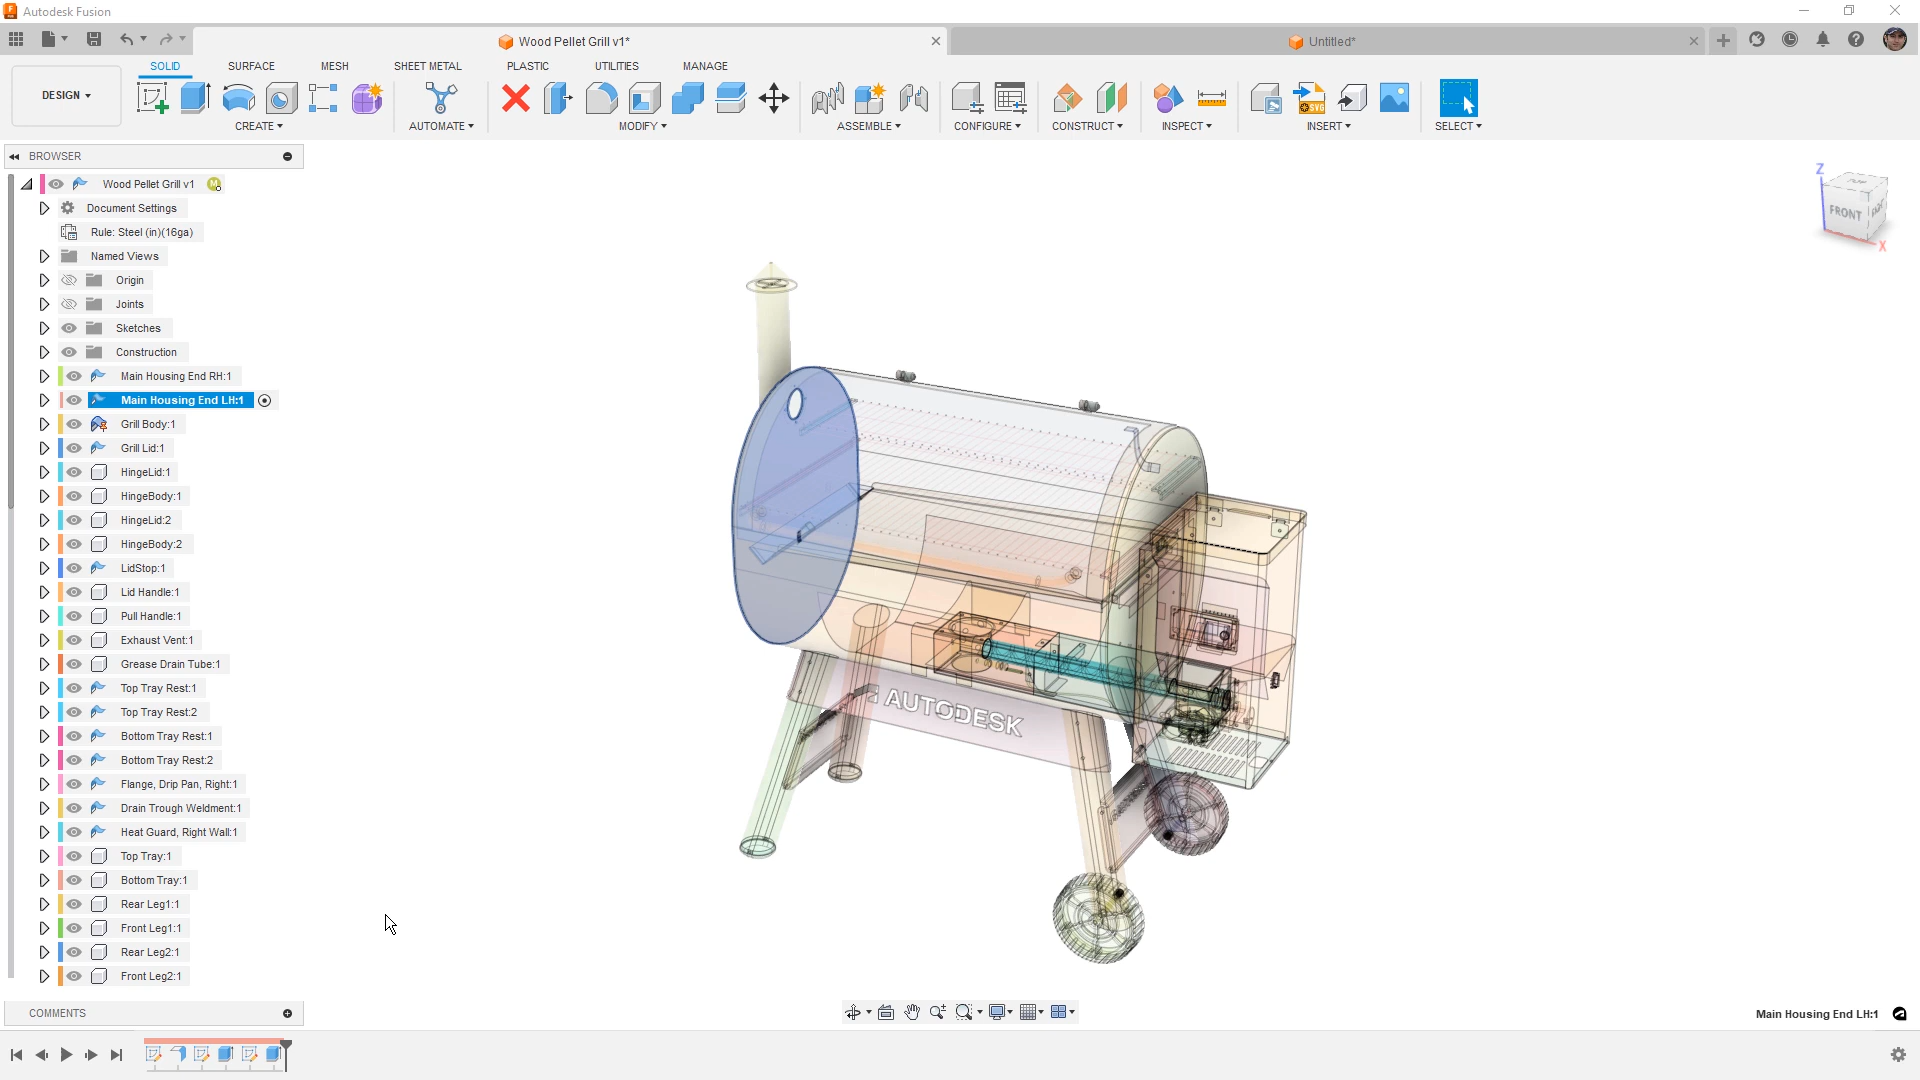 Autodesk Fusion
Wood Pellet Grill v1*
Untitled*
DESIGN
SOLID
SURFACE
MESH
SHEET METAL
PLASTIC
UTILITIES
MANAGE
CREATE
AUTOMATE
MODIFY
ASSEMBLE
CONFIGURE
CONSTRUCT
INSPECT
INSERT
SELECT
SVG
BROWSER
Wood Pellet Grill v1
Document Settings
Rule: Steel (in)(16ga)
Named Views
Origin
Joints
Sketches
Construction
Main Housing End RH:1
Main Housing End LH:1
Grill Body:1
Grill Lid:1
HingeLid:1
HingeBody:1
HingeLid:2
HingeBody:2
LidStop:1
Lid Handle:1
Pull Handle:1
Exhaust Vent:1
Grease Drain Tube:1
Top Tray Rest:1
Top Tray Rest:2
Bottom Tray Rest:1
Bottom Tray Rest:2
Flange, Drip Pan, Right:1
Drain Trough Weldment:1
Heat Guard, Right Wall:1
Top Tray:1
Bottom Tray:1
Rear Leg1:1
Front Leg1:1
Rear Leg2:1
Front Leg2:1
Z
TOP
FRONT
X
AUTODESK
COMMENTS
Main Housing End LH:1